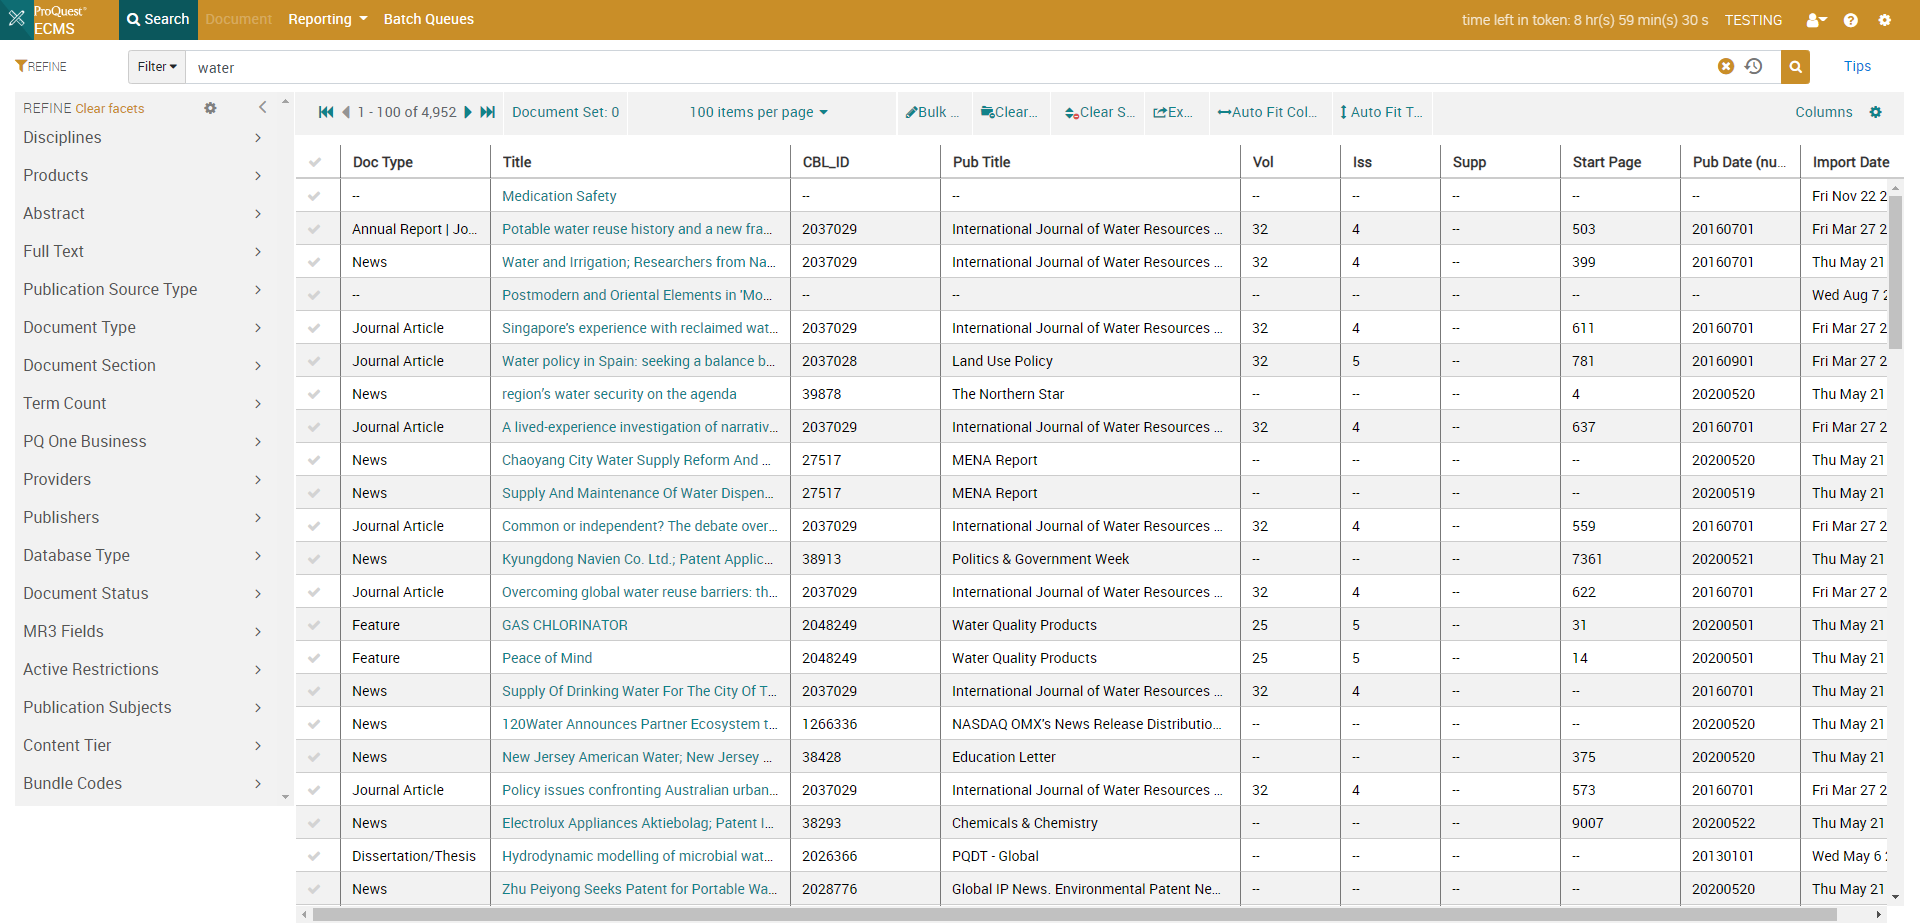 ProQuest®
ECMS
Search Document Reporting Batch Queues time left in token: 8 hr(s) 59 min(s) 30 s TESTING
REFINE Filter water Tips
REFINE Clear facets
Disciplines
Products
Abstract
Full Text
Publication Source Type
Document Type
Document Section
Term Count
PQ One Business
Providers
Publishers
Database Type
Document Status
MR3 Fields
Active Restrictions
Publication Subjects
Content Tier
Bundle Codes
1 - 100 of 4,952 Document Set: 0 100 items per page Bulk ... Clear... Clear S... Ex... Auto Fit Col... Auto Fit T... Columns
Doc Type Title CBL_ID Pub Title Vol Iss Supp Start Page Pub Date (nu... Import Date
-- Medication Safety -- -- -- -- -- -- -- Fri Nov 22 2
Annual Report | Jo... Potable water reuse history and a new fra... 2037029 International Journal of Water Resources ... 32 4 -- 503 20160701 Fri Mar 27 2
News Water and Irrigation; Researchers from Na... 2037029 International Journal of Water Resources ... 32 4 -- 399 20160701 Thu May 21
-- Postmodern and Oriental Elements in 'Mo... -- -- -- -- -- -- -- Wed Aug 7 2
Journal Article Singapore's experience with reclaimed wat... 2037029 International Journal of Water Resources ... 32 4 -- 611 20160701 Fri Mar 27 2
Journal Article Water policy in Spain: seeking a balance b... 2037028 Land Use Policy 32 5 -- 781 20160901 Fri Mar 27 2
News region's water security on the agenda 39878 The Northern Star -- -- -- 4 20200520 Thu May 21
Journal Article A lived-experience investigation of narrativ... 2037029 International Journal of Water Resources ... 32 4 -- 637 20160701 Fri Mar 27 2
News Chaoyang City Water Supply Reform And ... 27517 MENA Report -- -- -- -- 20200520 Thu May 21
News Supply And Maintenance Of Water Dispen... 27517 MENA Report -- -- -- -- 20200519 Thu May 21
Journal Article Common or independent? The debate over... 2037029 International Journal of Water Resources ... 32 4 -- 559 20160701 Fri Mar 27 2
News Kyungdong Navien Co. Ltd.; Patent Applic... 38913 Politics & Government Week -- -- -- 7361 20200521 Thu May 21
Journal Article Overcoming global water reuse barriers: th... 2037029 International Journal of Water Resources ... 32 4 -- 622 20160701 Fri Mar 27 2
Feature GAS CHLORINATOR 2048249 Water Quality Products 25 5 -- 31 20200501 Thu May 21
Feature Peace of Mind 2048249 Water Quality Products 25 5 -- 14 20200501 Thu May 21
News Supply Of Drinking Water For The City Of T... 2037029 International Journal of Water Resources ... 32 4 -- -- 20160701 Thu May 21
News 120Water Announces Partner Ecosystem t... 1266336 NASDAQ OMX's News Release Distributio... -- -- -- -- 20200520 Thu May 21
News New Jersey American Water; New Jersey ... 38428 Education Letter -- -- -- 375 20200520 Thu May 21
Journal Article Policy issues confronting Australian urban... 2037029 International Journal of Water Resources ... 32 4 -- 573 20160701 Fri Mar 27 2
News Electrolux Appliances Aktiebolag; Patent I... 38293 Chemicals & Chemistry -- -- -- 9007 20200522 Thu May 21
Dissertation/Thesis Hydrodynamic modelling of microbial wat... 2026366 PQDT - Global -- -- -- -- 20130101 Wed May 6 2
News Zhu Peiyong Seeks Patent for Portable Wa... 2028776 Global IP News. Environmental Patent Ne... -- -- -- -- 20200520 Thu May 21